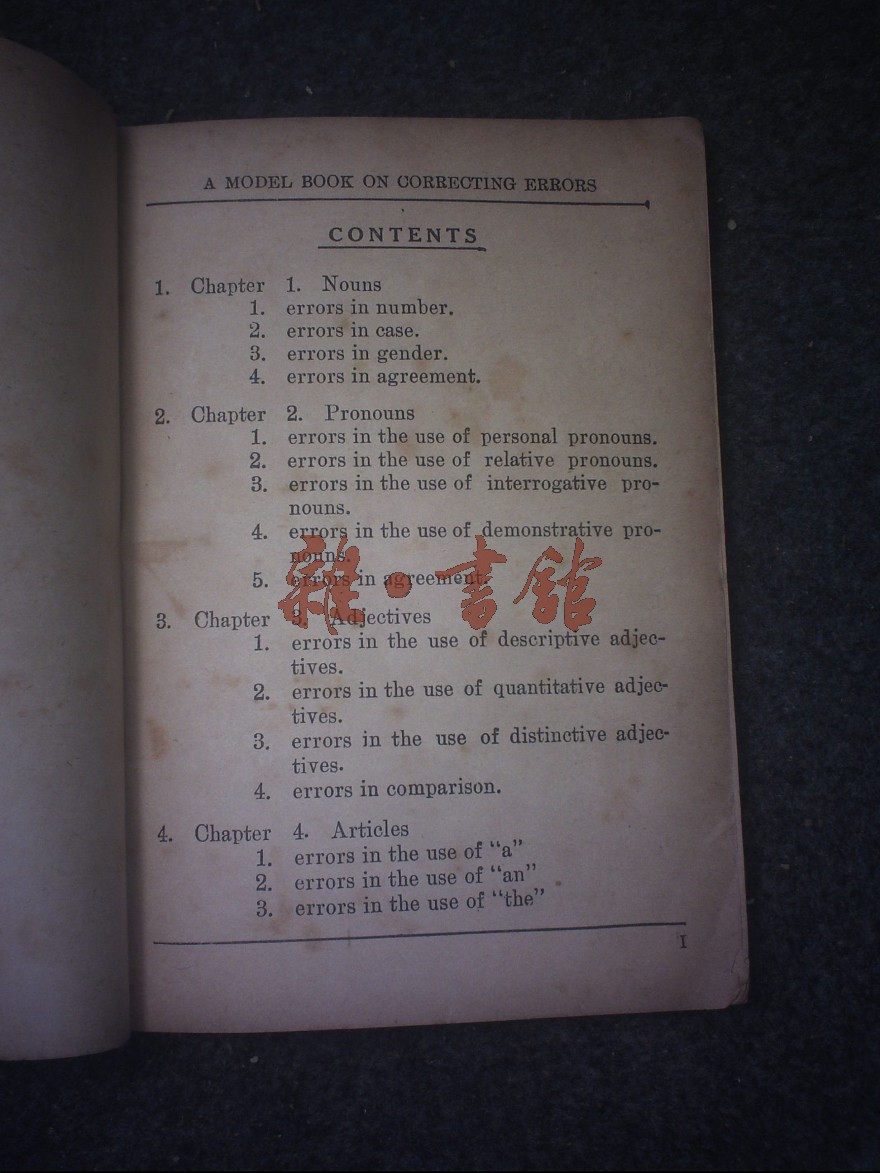 A MODEL BOOK ON CORRECTING ERRORS
CONTENTS
1. Chapter 1. Nouns
1. errors in number.
2. errors in case.
3. errors in gender.
4. errors in agreement.
2. Chapter 2. Pronouns
1. errors in the use of personal pronouns.
2. errors in the use of relative pronouns.
3. errors in the use of interrogative pro-
nouns.
4. errors in the use of demonstrative pro-
nouns.
5. errors in agreement.
雜·書館
3. Chapter 3. Adjectives
1. errors in the use of descriptive adjec-
tives.
2. errors in the use of quantitative adjec-
tives.
3. errors in the use of distinctive adjec-
tives.
4. errors in comparison.
4. Chapter 4. Articles
1. errors in the use of "a"
2. errors in the use of "an"
3. errors in the use of "the"
I